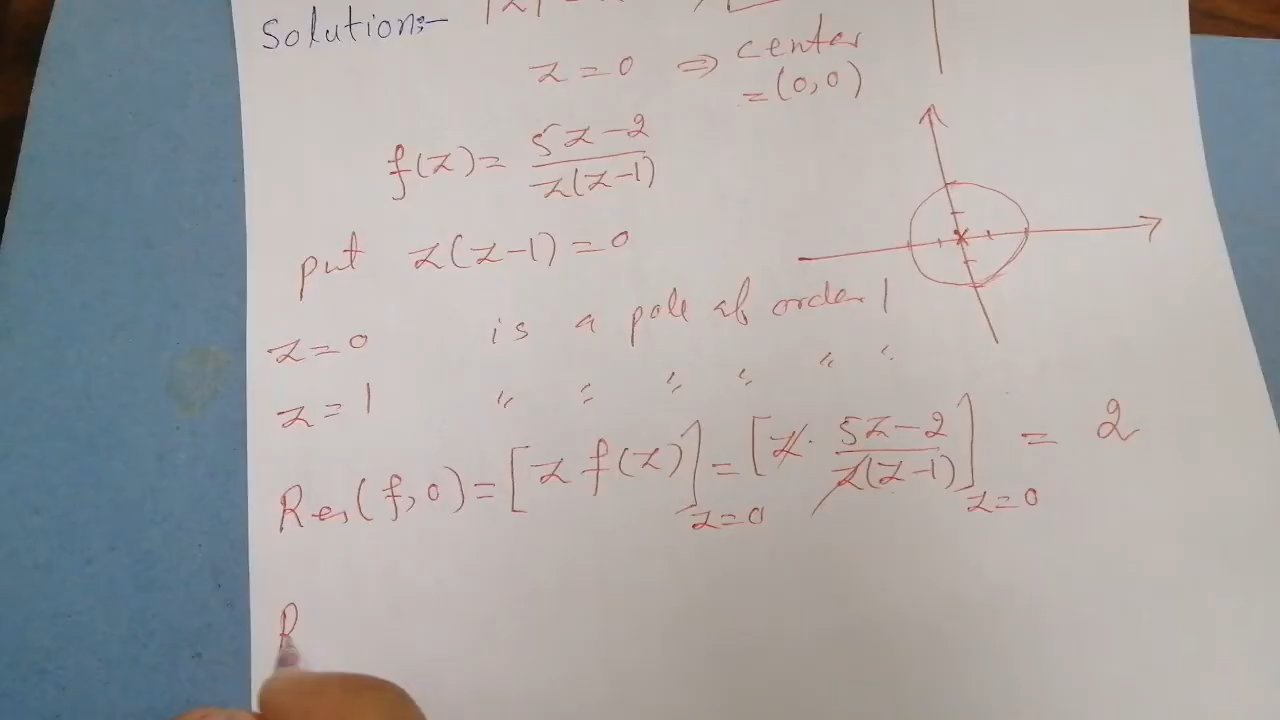 Solution:- |z| =
z = 0 ⇒ center
= (0,0)
f(z) = (5z-2)/(z(z-1))
put z(z-1) = 0
z = 0 is a pole of order 1
z = 1 " " " " " "
Res(f,0) = [z f(z)]_{z=0} = [z · (5z-2)/(z(z-1))]_{z=0} = 2
R